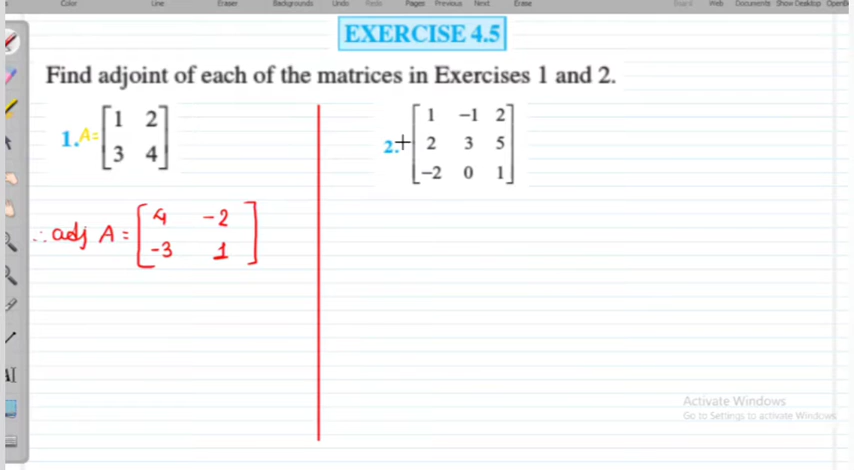 Color Line Eraser Backgrounds Undo Redo Pages Previous Next Erase Board Web Documents Show Desktop
EXERCISE 4.5
Find adjoint of each of the matrices in Exercises 1 and 2.
1. A= [1 2
3 4]
2. [1 -1 2
2 3 5
-2 0 1]
∴ adj A = [4 -2
-3 1]
AI
Activate Windows
Go to Settings to activate Windows